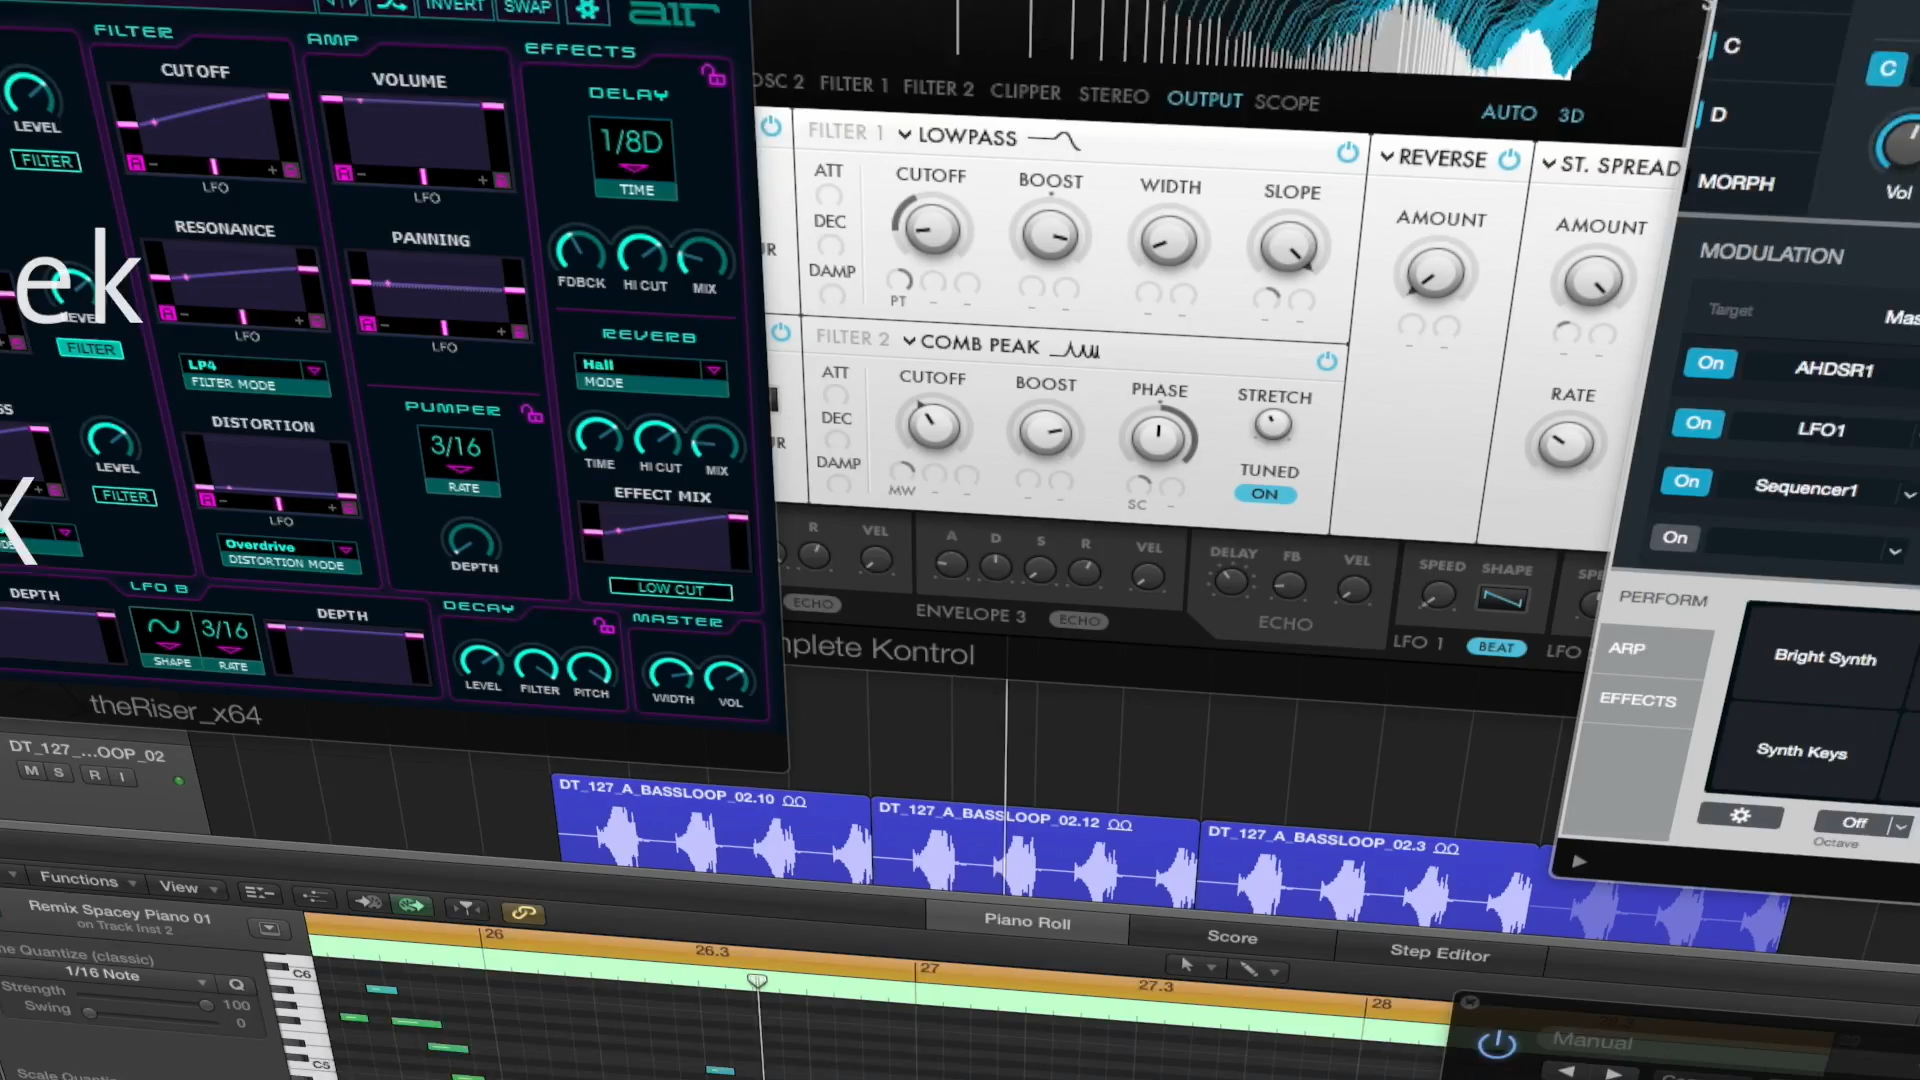 INVERT
SWAP
air
FILTER
AMP
EFFECTS
CUTOFF
VOLUME
DELAY
1/8D
TIME
LEVEL
FILTER
LFO
LFO
RESONANCE
PANNING
FDBCK
HI CUT
MIX
ek
LEVEL
FILTER
LFO
LFO
REVERB
LP4
FILTER MODE
Hall
MODE
PUMPER
DISTORTION
3/16
RATE
TIME
HI CUT
MIX
LEVEL
FILTER
LFO
EFFECT MIX
x
Overdrive
DISTORTION MODE
DEPTH
LOW CUT
DEPTH
LFO B
3/16
SHAPE
RATE
DEPTH
DECAY
MASTER
LEVEL
FILTER
PITCH
WIDTH
VOL
theRiser_x64
OSC 2
FILTER 1
FILTER 2
CLIPPER
STEREO
OUTPUT
SCOPE
AUTO
3D
FILTER 1
LOWPASS
REVERSE
ST. SPREAD
ATT
DEC
DAMP
CUTOFF
BOOST
WIDTH
SLOPE
AMOUNT
AMOUNT
PT
FILTER 2
COMB PEAK
ATT
DEC
DAMP
CUTOFF
BOOST
PHASE
STRETCH
RATE
TUNED
ON
MW
SC
R
VEL
A
D
S
R
VEL
DELAY
FB
VEL
SPEED
SHAPE
ECHO
ENVELOPE 3
ECHO
ECHO
LFO 1
BEAT
LFO
mplete Kontrol
C
C
D
MORPH
Vol
MODULATION
Target
On
AHDSR1
On
LFO1
On
Sequencer1
On
PERFORM
ARP
EFFECTS
Bright Synth
Synth Keys
Off
Octave
DT_127_...OOP_02
M S R I
DT_127_A_BASSLOOP_02.10
DT_127_A_BASSLOOP_02.12
DT_127_A_BASSLOOP_02.3
Functions
View
Piano Roll
Score
Step Editor
Remix Spacey Piano 01
on Track Inst 2
26
26.3
27
27.3
28
Quantize (classic)
1/16 Note
Q
Strength
100
Swing
0
C6
C5
Scale
Manual